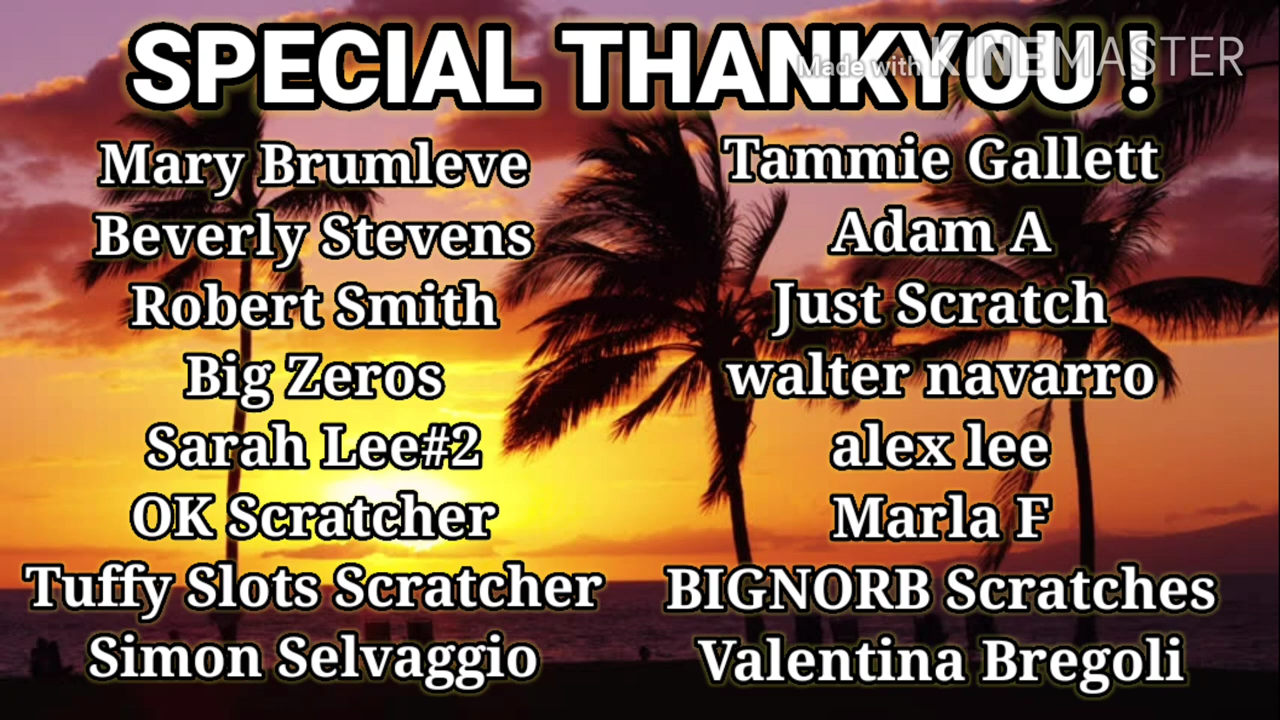 SPECIAL THANKYOU !
Made with KINEMASTER
Mary Brumleve
Beverly Stevens
Robert Smith
Big Zeros
Sarah Lee#2
OK Scratcher
Tuffy Slots Scratcher
Simon Selvaggio
Tammie Gallett
Adam A
Just Scratch
walter navarro
alex lee
Marla F
BIGNORB Scratches
Valentina Bregoli